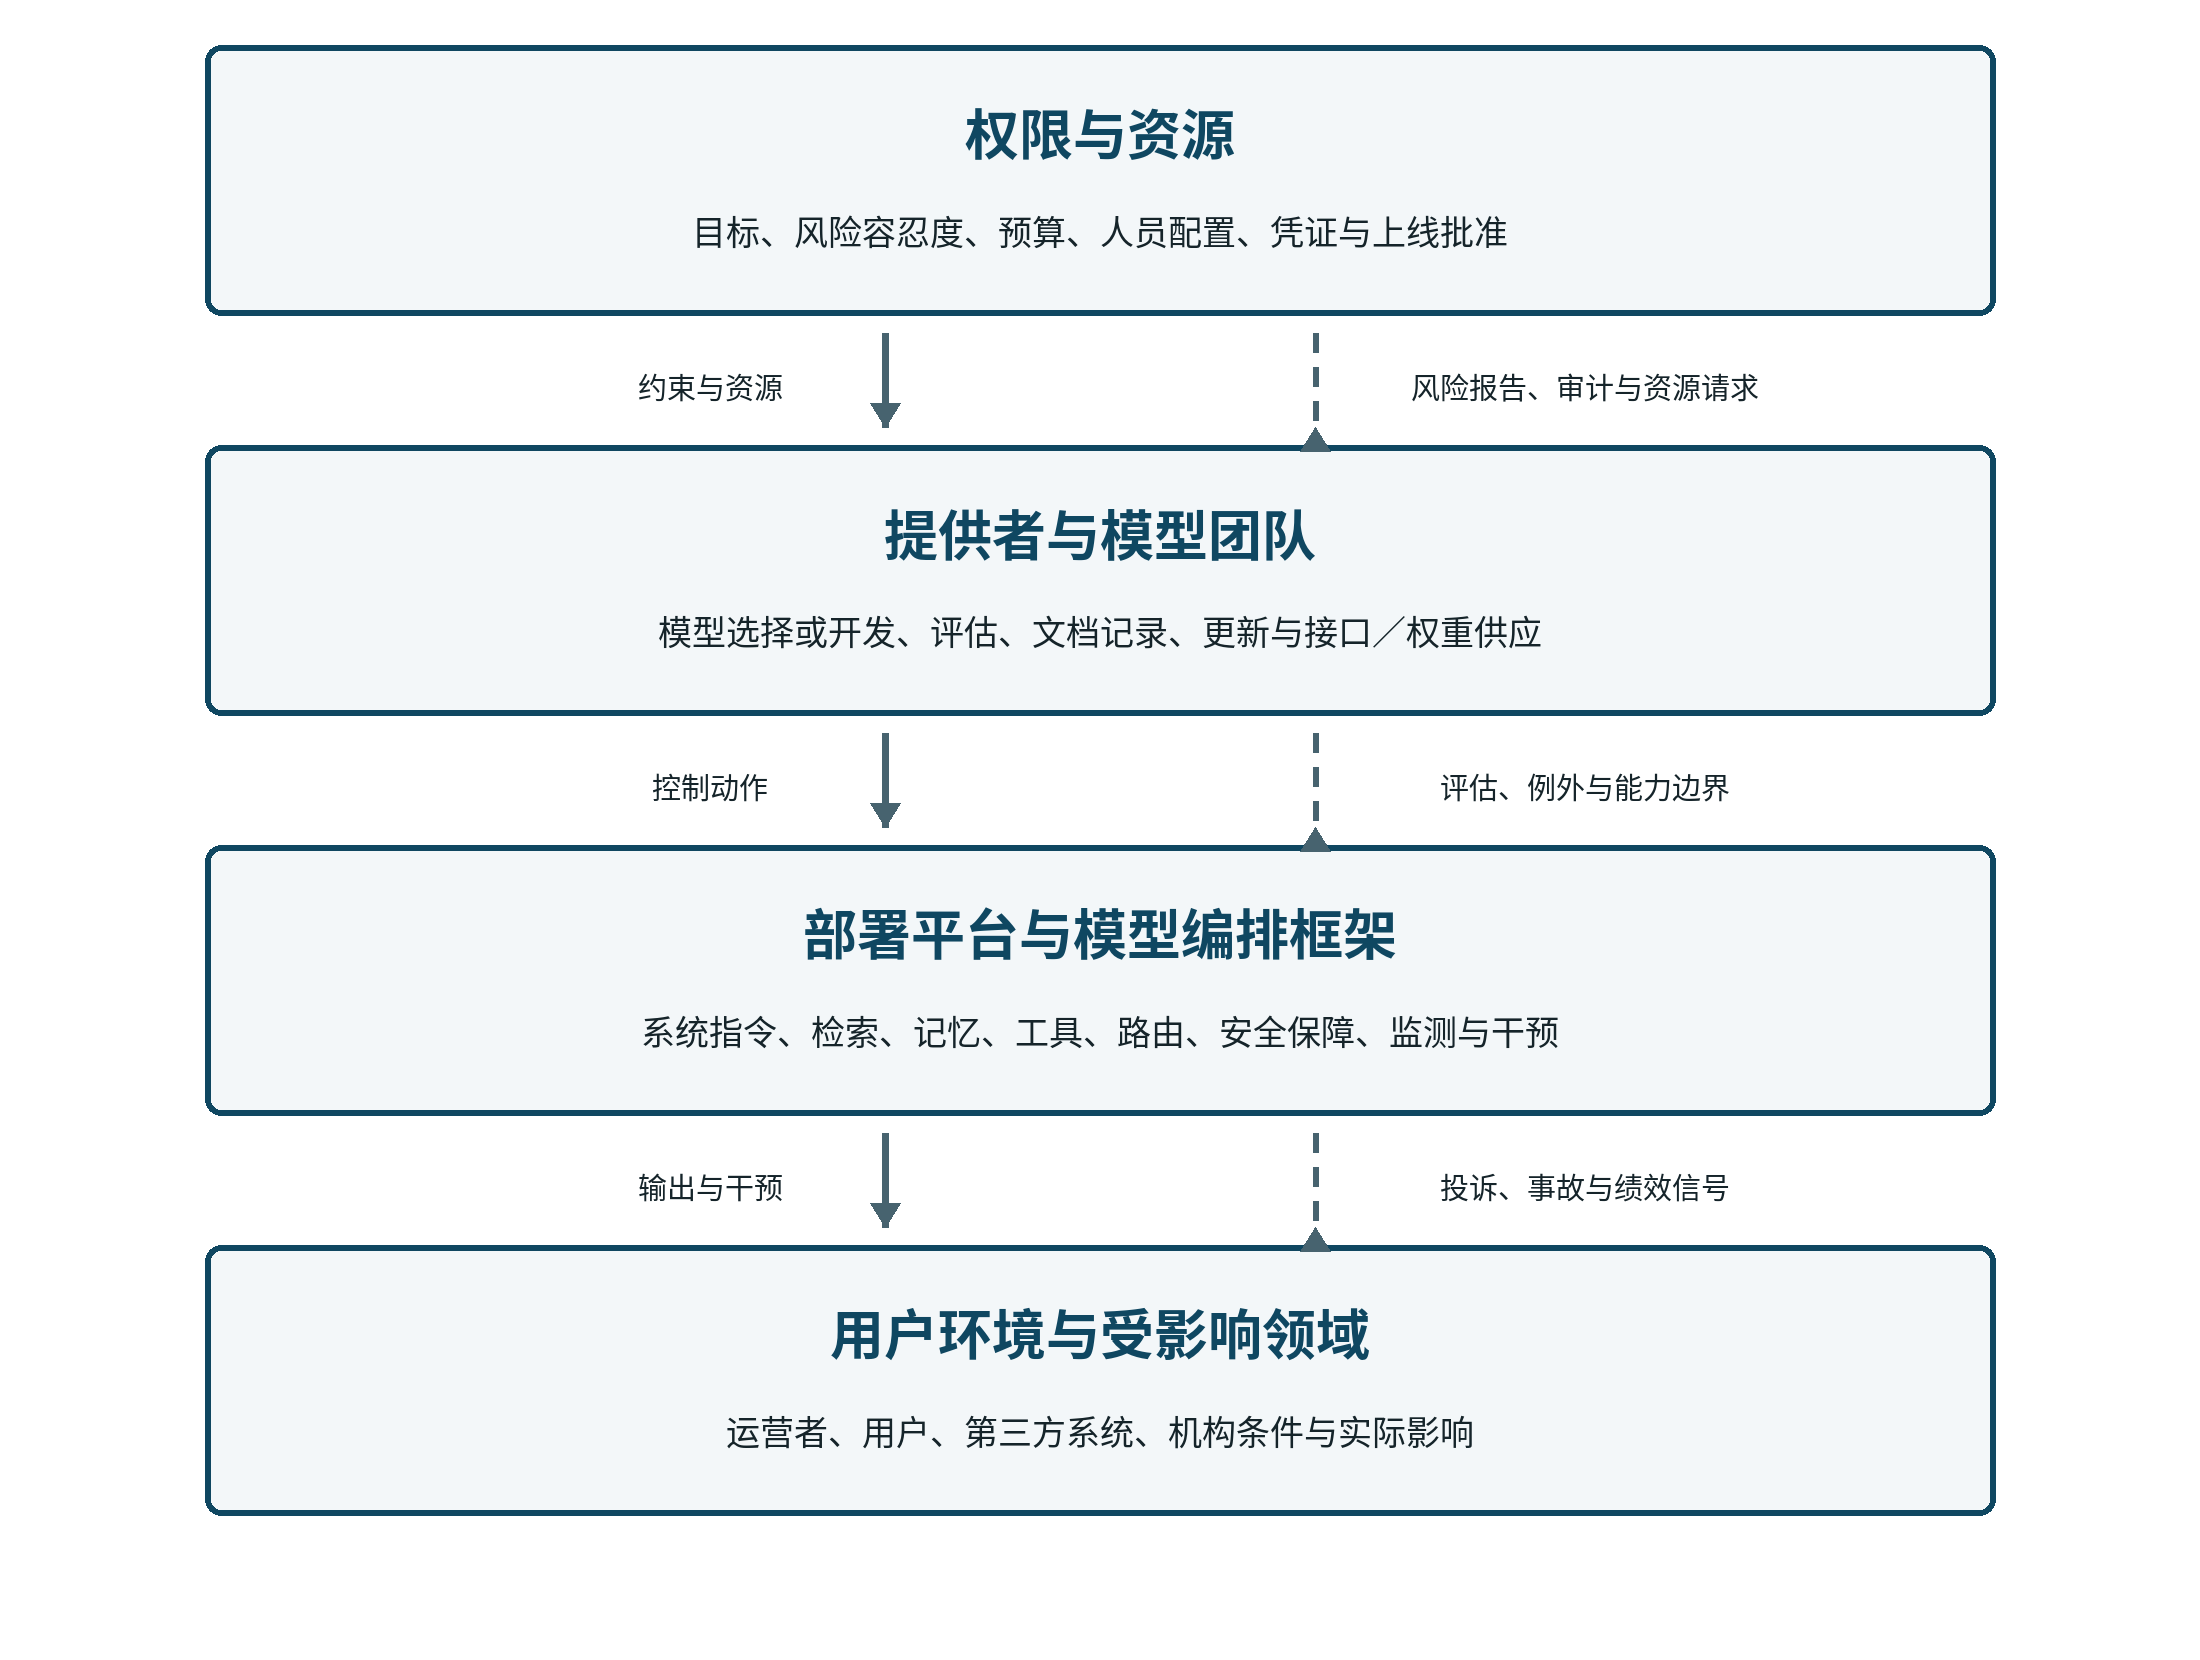 权限与资源
目标、风险容忍度、预算、人员配置、凭证与上线批准
约束与资源
风险报告、审计与资源请求
提供者与模型团队
模型选择或开发、评估、文档记录、更新与接口／权重供应
控制动作
评估、例外与能力边界
部署平台与模型编排框架
系统指令、检索、记忆、工具、路由、安全保障、监测与干预
输出与干预
投诉、事故与绩效信号
用户环境与受影响领域
运营者、用户、第三方系统、机构条件与实际影响